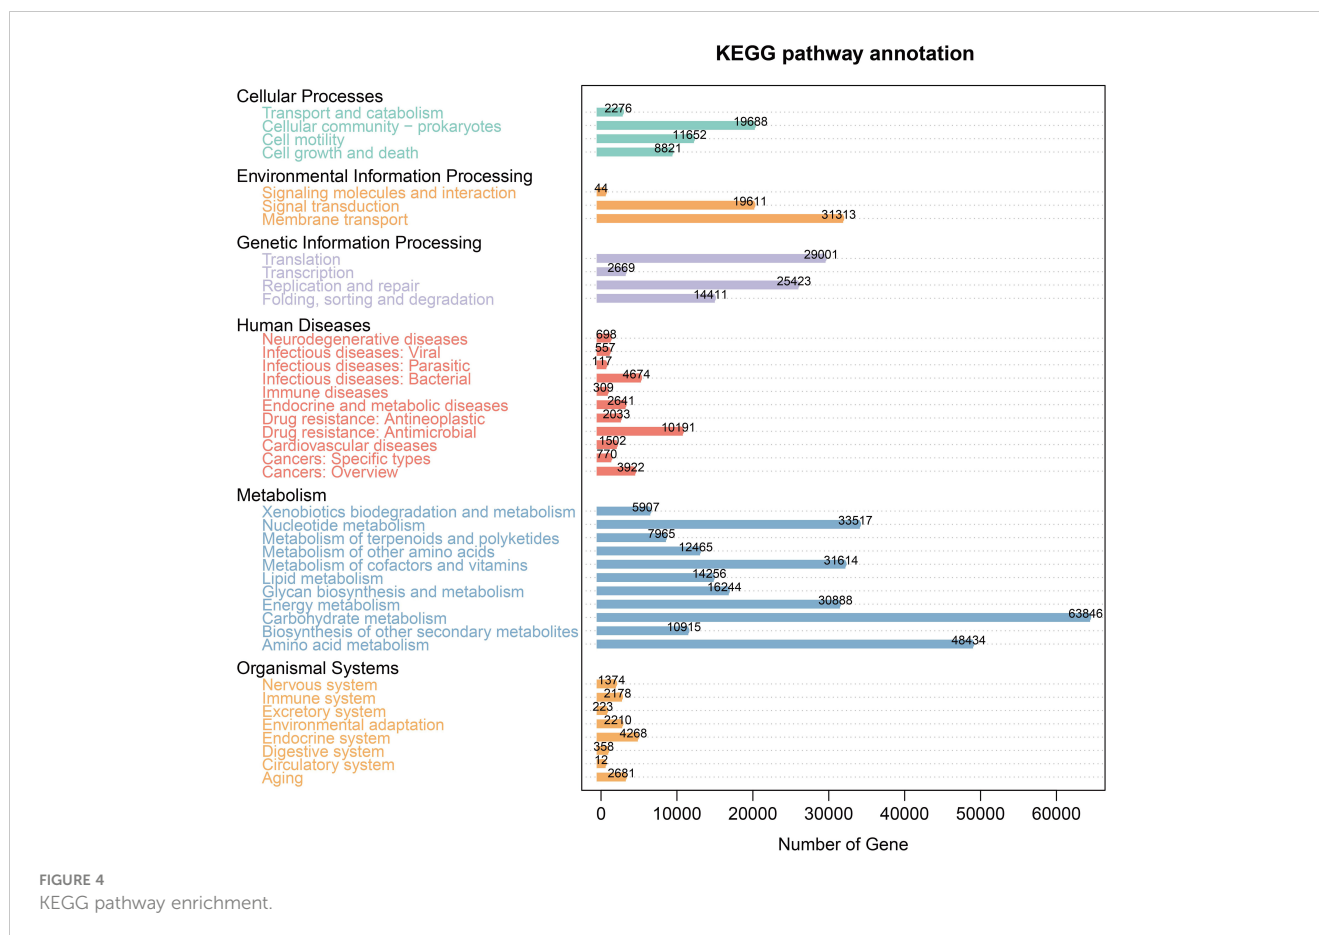 KEGG pathway annotation
Cellular Processes
Transport and catabolism 2276
Cellular community − prokaryotes 19688
Cell motility 11652
Cell growth and death 8821
Environmental Information Processing
Signaling molecules and interaction 44
Signal transduction 19611
Membrane transport 31313
Genetic Information Processing
Translation 29001
Transcription 2669
Replication and repair 25423
Folding, sorting and degradation 14411
Human Diseases
Neurodegenerative diseases 698
Infectious diseases: Viral 557
Infectious diseases: Parasitic 117
Infectious diseases: Bacterial 4674
Immune diseases 309
Endocrine and metabolic diseases 2641
Drug resistance: Antineoplastic 2033
Drug resistance: Antimicrobial 10191
Cardiovascular diseases 1502
Cancers: Specific types 770
Cancers: Overview 3922
Metabolism
Xenobiotics biodegradation and metabolism 5907
Nucleotide metabolism 33517
Metabolism of terpenoids and polyketides 7965
Metabolism of other amino acids 12465
Metabolism of cofactors and vitamins 31614
Lipid metabolism 14256
Glycan biosynthesis and metabolism 16244
Energy metabolism 30888
Carbohydrate metabolism 63846
Biosynthesis of other secondary metabolites 10915
Amino acid metabolism 48434
Organismal Systems
Nervous system 1374
Immune system 2178
Excretory system 223
Environmental adaptation 2210
Endocrine system 4268
Digestive system 358
Circulatory system 12
Aging 2681
0 10000 20000 30000 40000 50000 60000
Number of Gene
FIGURE 4
KEGG pathway enrichment.